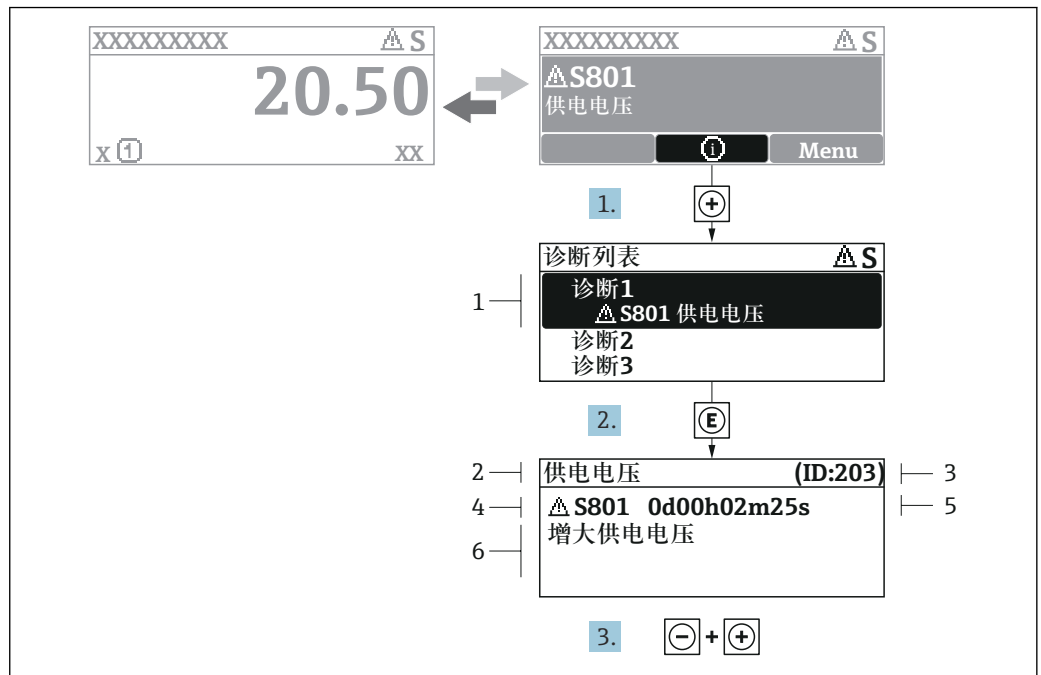 XXXXXXXXX ⚠ S
20.50
x ① XX
XXXXXXXXX ⚠ S
⚠S801
供电电压
ⓘ Menu
1. +
诊断列表 ⚠ S
1
诊断1
⚠ S801 供电电压
诊断2
诊断3
2. E
2 供电电压 (ID:203) 3
4 ⚠ S801 0d00h02m25s 5
6 增大供电电压
3. - + +